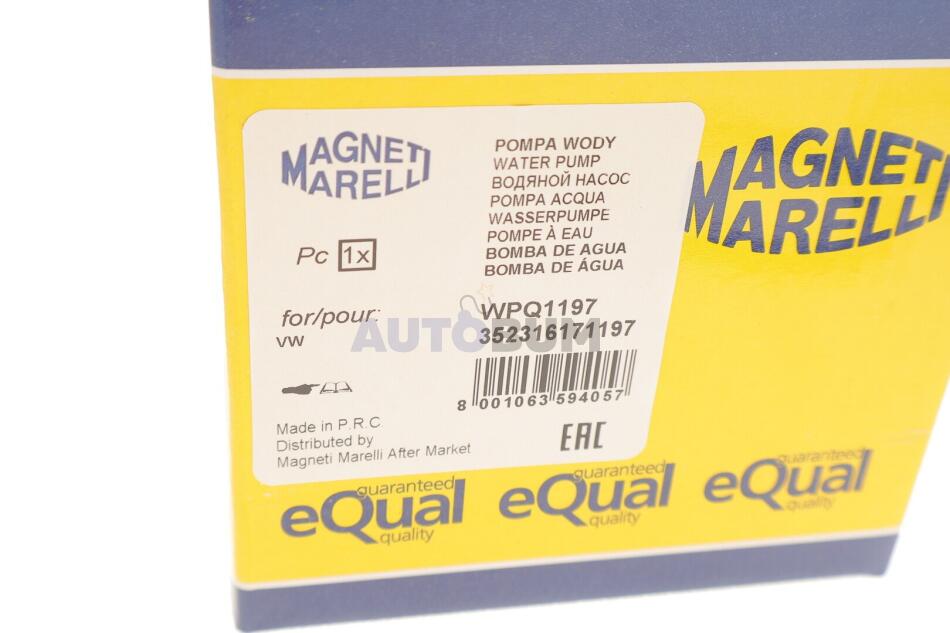 MAGNETI
MARELLI
Pc 1x
for/pour:
VW
POMPA WODY
WATER PUMP
ВОДЯНОЙ НАСОС
POMPA ACQUA
WASSERPUMPE
POMPE À EAU
BOMBA DE AGUA
BOMBA DE ÁGUA
WPQ1197
352316171197
8 001063 594057
Made in P.R.C
Distributed by
Magneti Marelli After Market
EAC
MAGNETI
MARELLI
AUTOBUM
guaranteed
eQual
quality
guaranteed
eQual
quality
guaranteed
eQual
quality